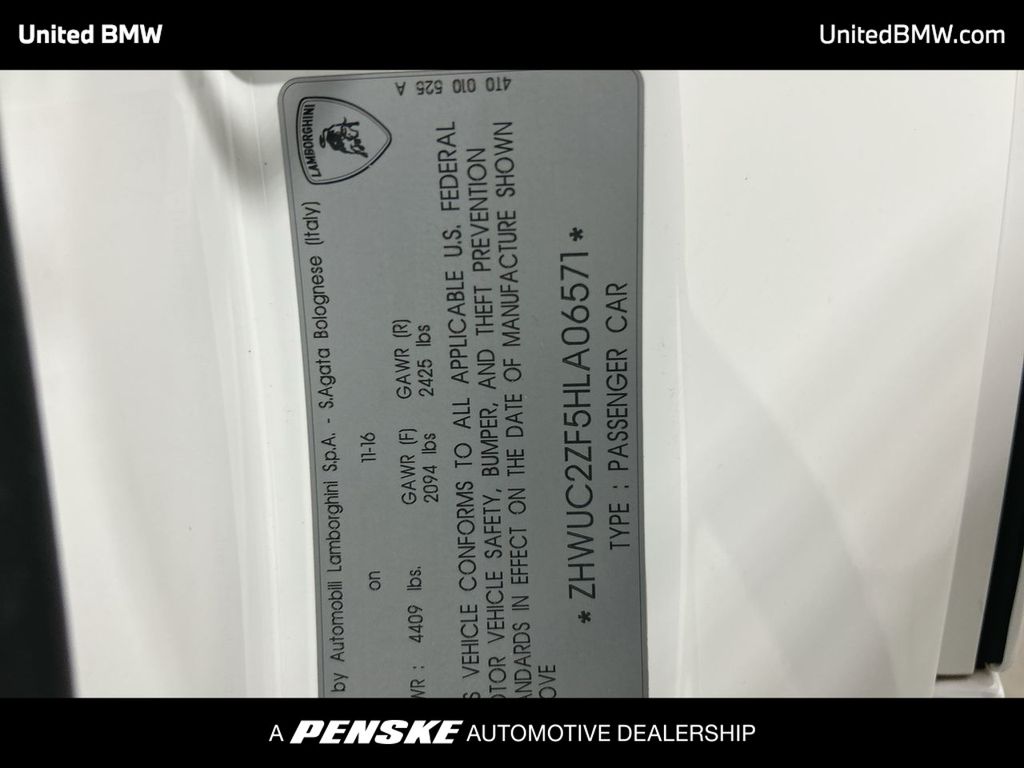 United BMW
UnitedBMW.com
LAMBORGHINI
4T0 010 525 A
by Automobili Lamborghini S.p.A. - S.Agata Bolognese (Italy)
on 11-16
WR : 4409 lbs. GAWR (F) GAWR (R)
2094 lbs 2425 lbs
S VEHICLE CONFORMS TO ALL APPLICABLE U.S. FEDERAL
OTOR VEHICLE SAFETY, BUMPER, AND THEFT PREVENTION
ANDARDS IN EFFECT ON THE DATE OF MANUFACTURE SHOWN
OVE
* ZHWUC2ZF5HLA06571 *
TYPE : PASSENGER CAR
A PENSKE AUTOMOTIVE DEALERSHIP